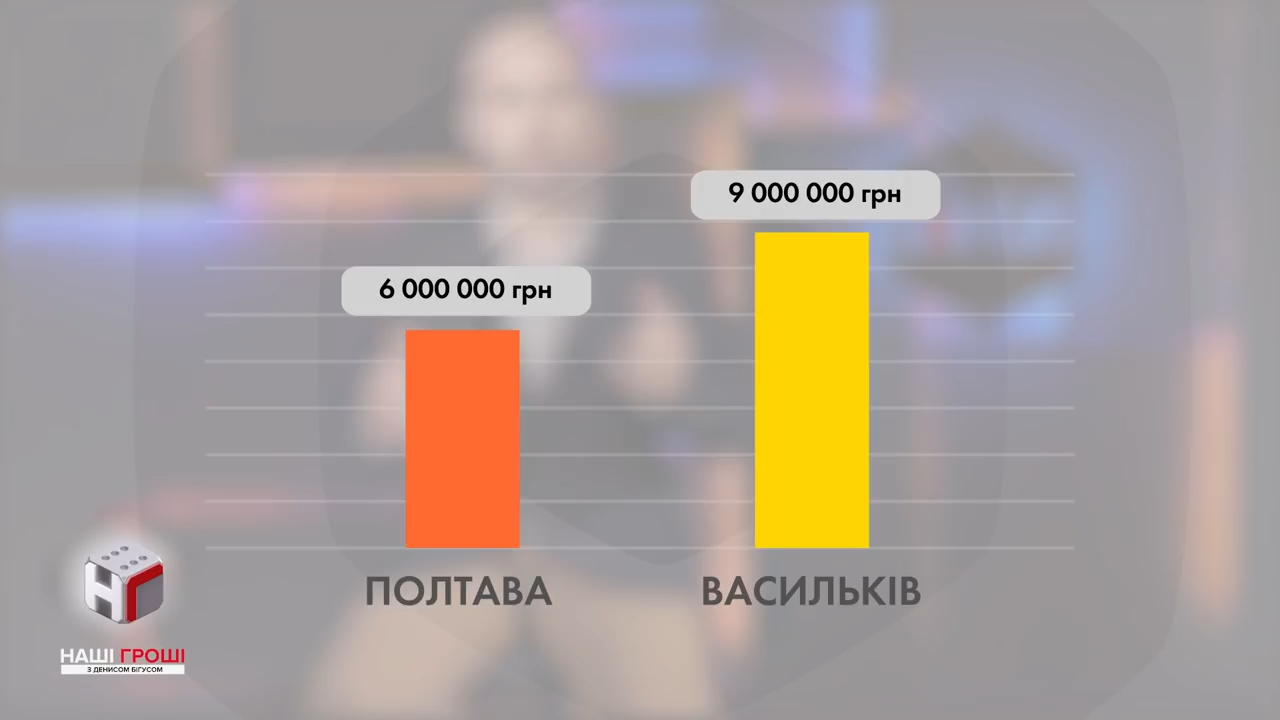 9 000 000 грн
6 000 000 грн
ПОЛТАВА
ВАСИЛЬКІВ
НАШІ ГРОШІ
З ДЕНИСОМ БІГУСОМ